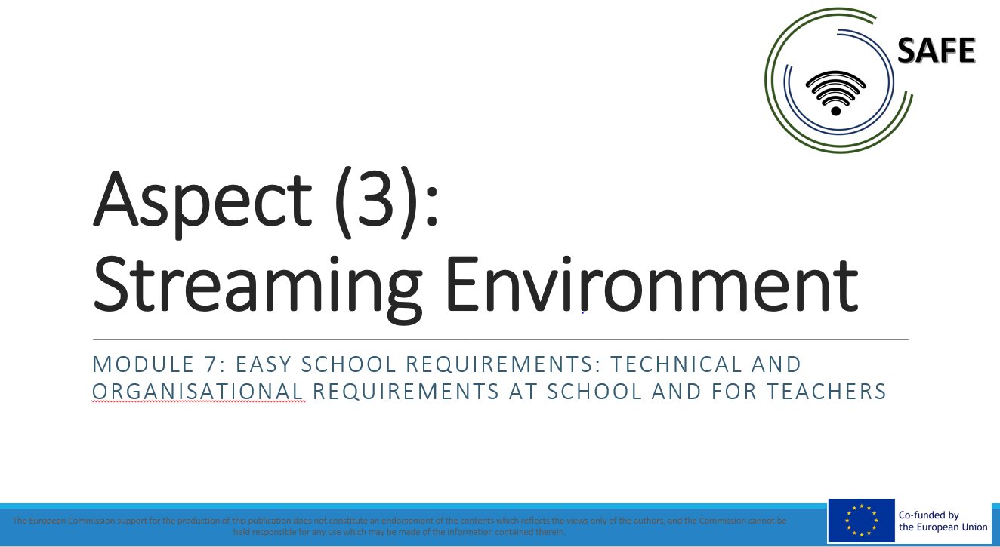 SAFE
Aspect (3):
Streaming Environment
MODULE 7: EASY SCHOOL REQUIREMENTS: TECHNICAL AND
ORGANISATIONAL REQUIREMENTS AT SCHOOL AND FOR TEACHERS
The European Commission support for the production of this publication does not constitute an endorsement of the contents which reflects the views only of the authors, and the Commission cannot be
held responsible for any use which may be made of the information contained therein.
Co-funded by
the European Union